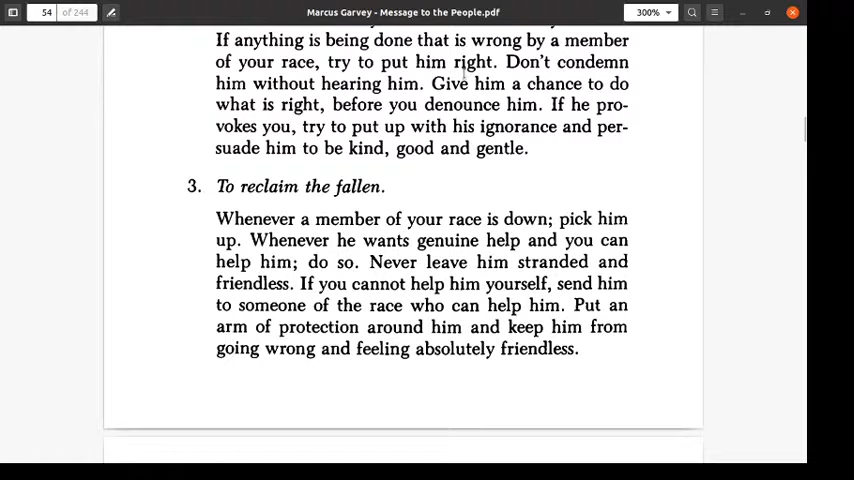 54
of 244
Marcus Garvey - Message to the People.pdf
300%
If anything is being done that is wrong by a member
of your race, try to put him right. Don't condemn
him without hearing him. Give him a chance to do
what is right, before you denounce him. If he pro-
vokes you, try to put up with his ignorance and per-
suade him to be kind, good and gentle.
3. To reclaim the fallen.
Whenever a member of your race is down; pick him
up. Whenever he wants genuine help and you can
help him; do so. Never leave him stranded and
friendless. If you cannot help him yourself, send him
to someone of the race who can help him. Put an
arm of protection around him and keep him from
going wrong and feeling absolutely friendless.